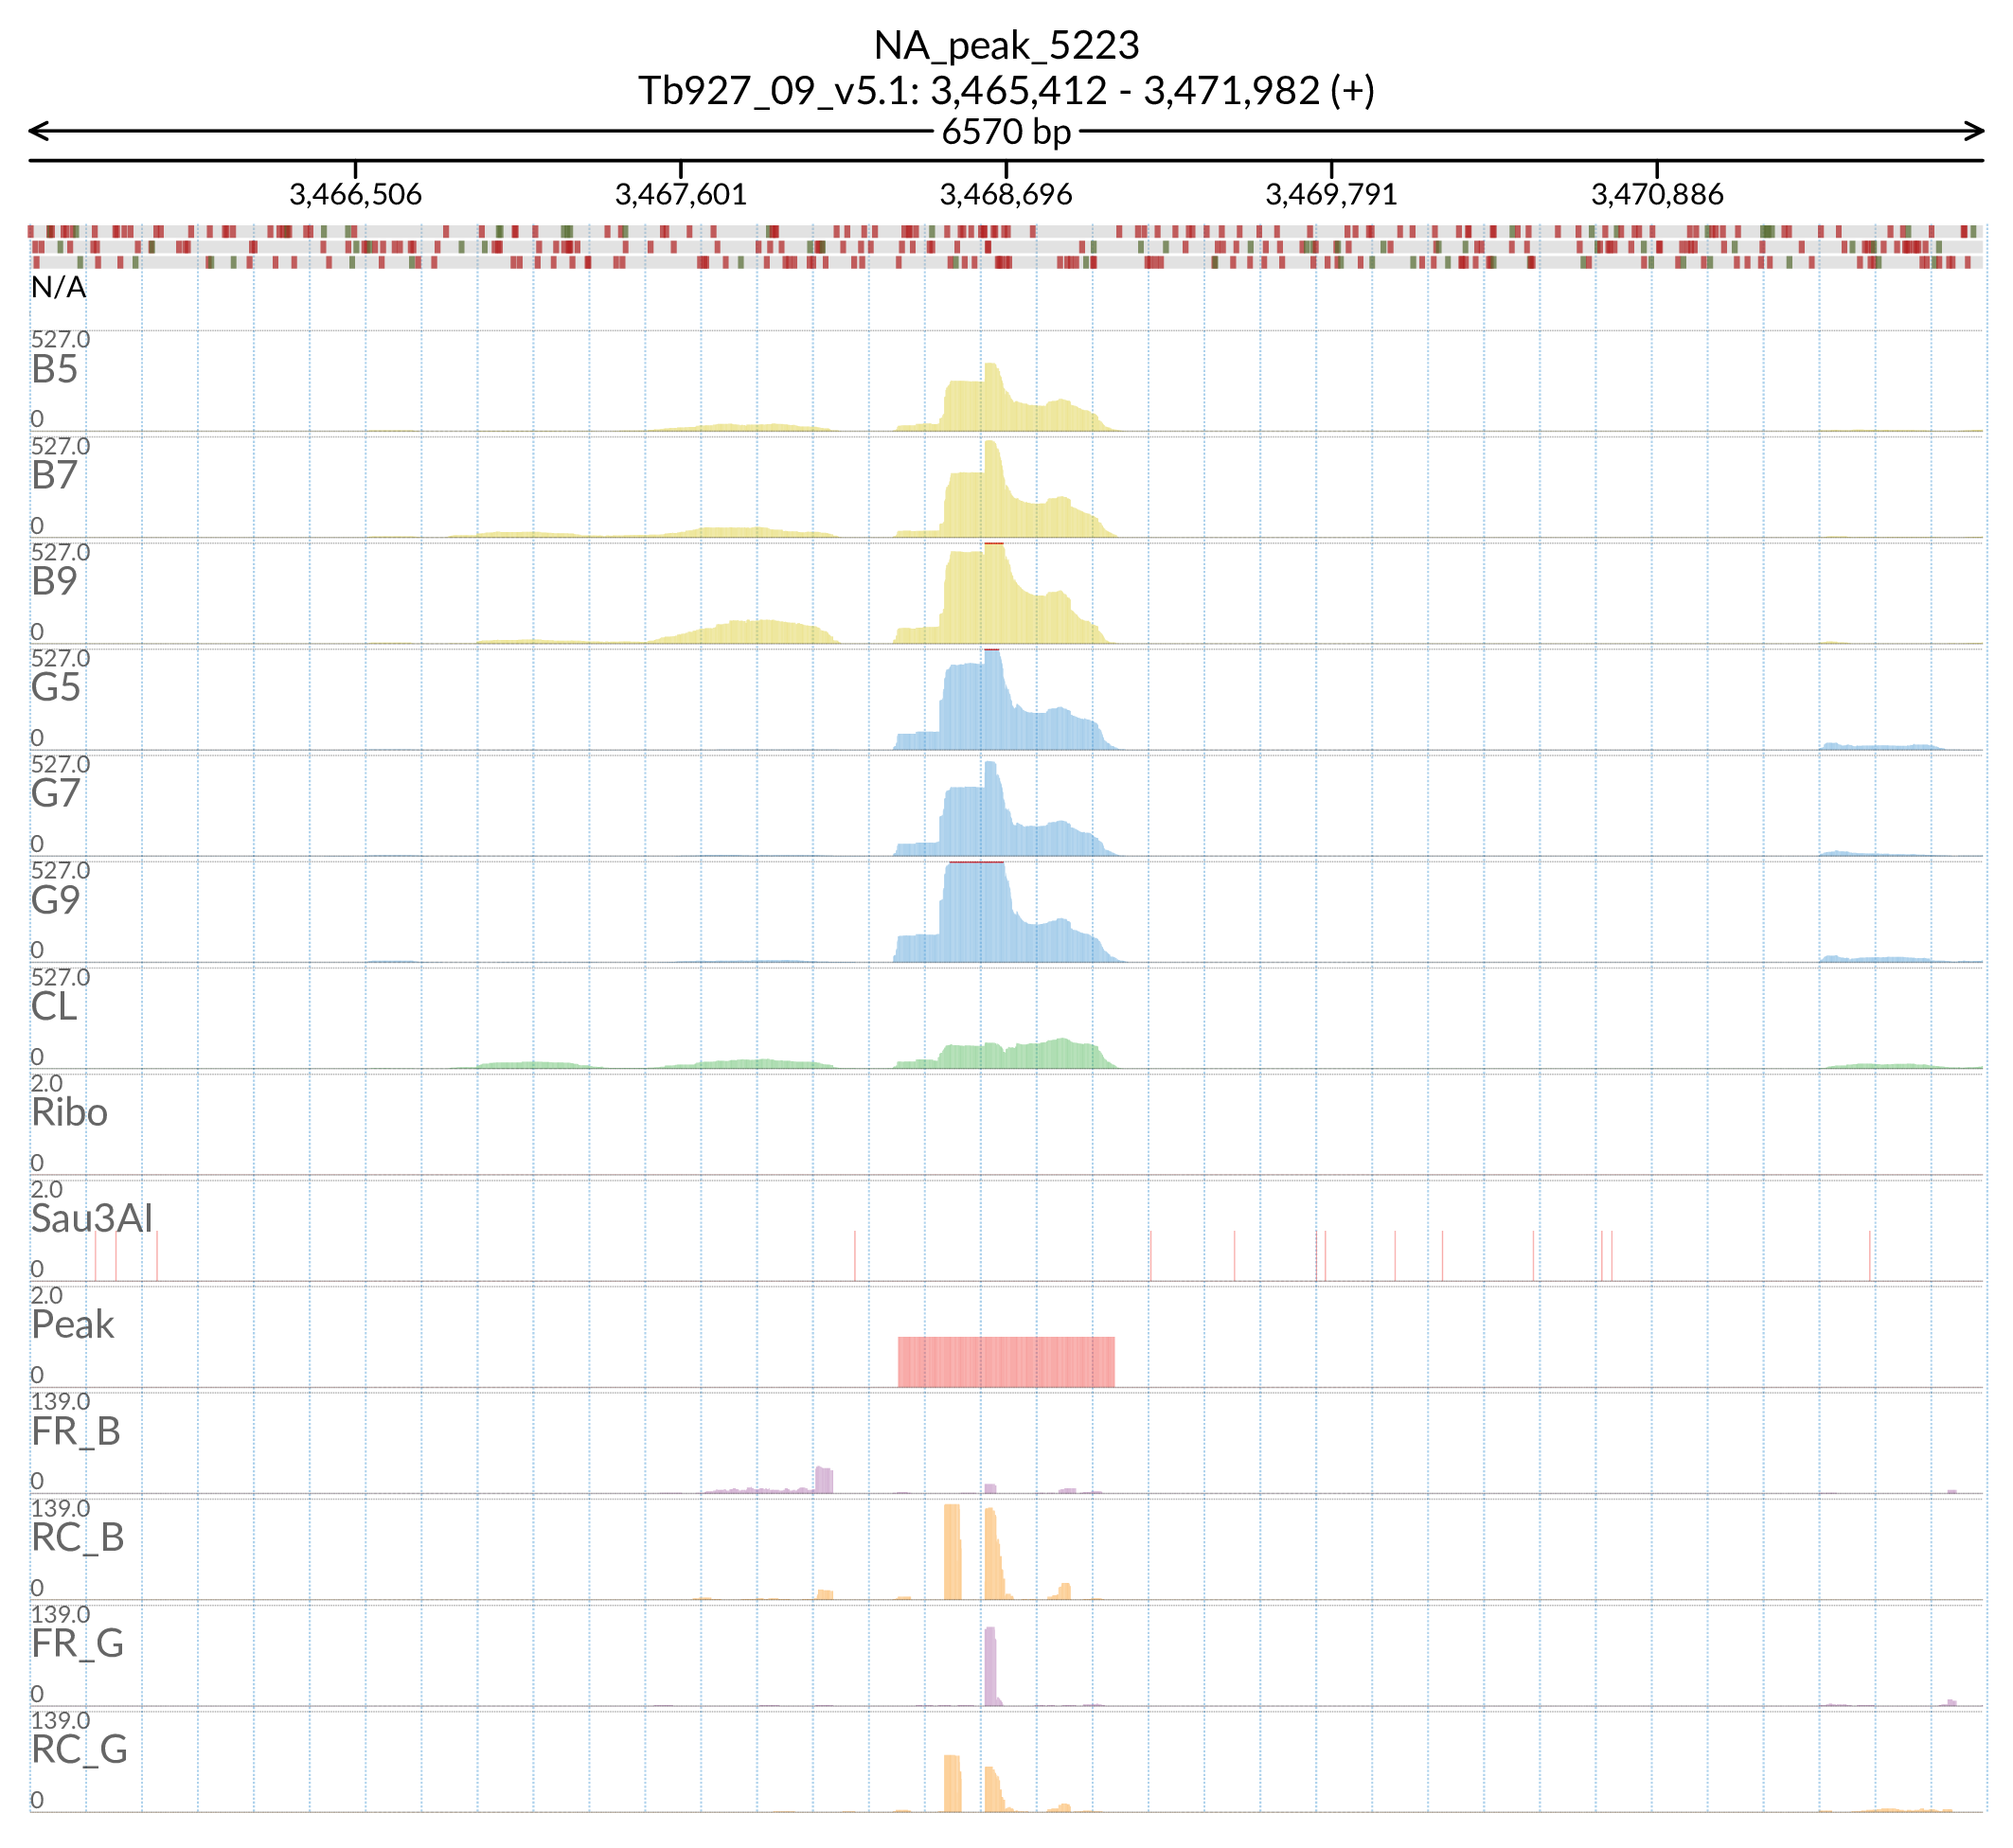 NA_peak_5223
Tb927_09_v5.1: 3,465,412 - 3,471,982 (+)
6570 bp
3,466,506 3,467,601 3,468,696 3,469,791 3,470,886
N/A
527.0
B5
0
527.0
B7
0
527.0
B9
0
527.0
G5
0
527.0
G7
0
527.0
G9
0
527.0
CL
0
2.0
Ribo
0
2.0
Sau3AI
0
2.0
Peak
0
139.0
FR_B
0
139.0
RC_B
0
139.0
FR_G
0
139.0
RC_G
0